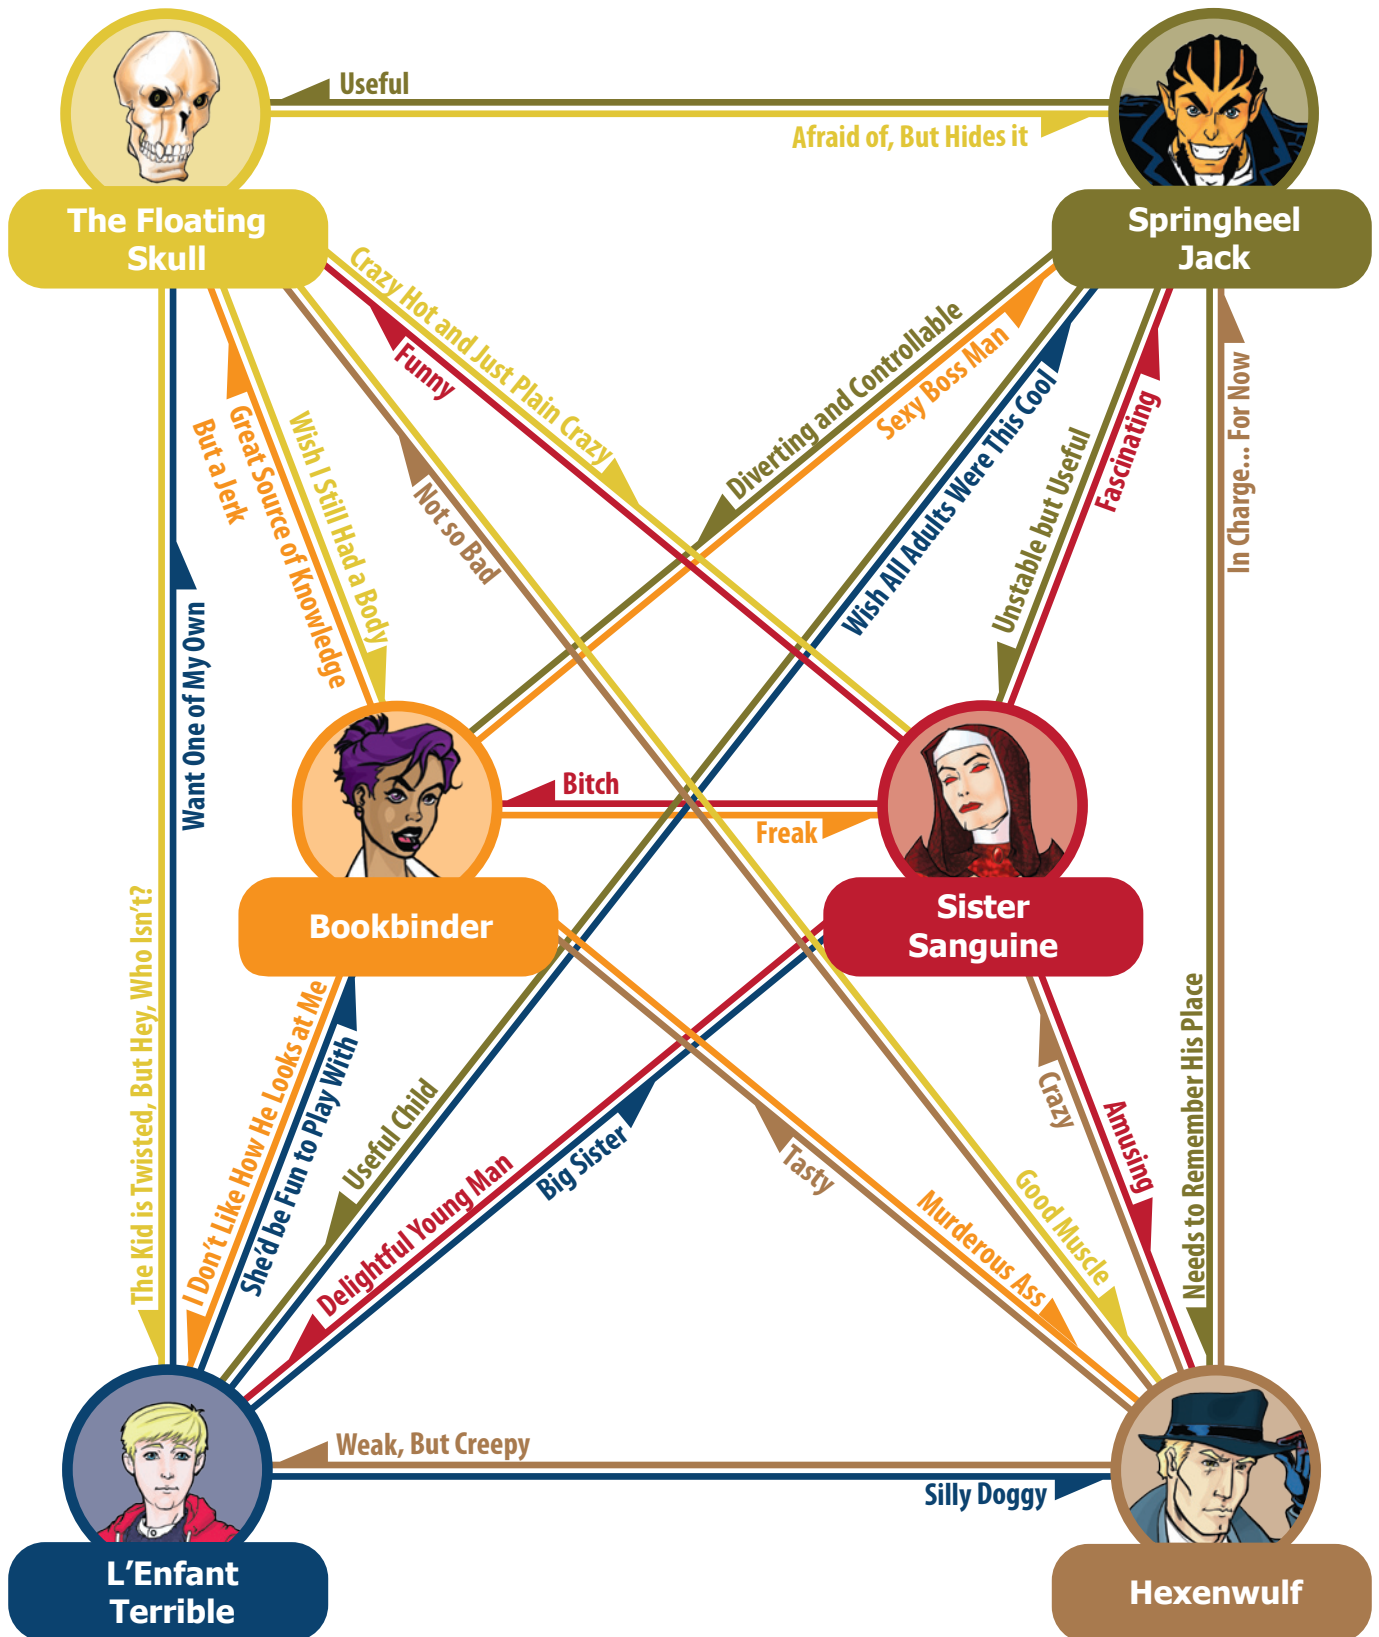 Useful
Afraid of, But Hides it
The Floating
Skull
Springheel
Jack
Crazy Hot and Just Plain Crazy
Funny
Diverting and Controllable
Sexy Boss Man
Wish All Adults Were This Cool
Unstable but Useful
Fascinating
In Charge... For Now
Great Source of Knowledge
But a Jerk
Wish I Still Had a Body
Not so Bad
Want One of My Own
Bitch
Freak
Bookbinder
Sister
Sanguine
The Kid is Twisted, But Hey, Who Isn't?
I Don't Like How He Looks at Me
She'd be Fun to Play With
Useful Child
Delightful Young Man
Big Sister
Tasty
Murderous Ass
Good Muscle
Crazy
Amusing
Needs to Remember His Place
Weak, But Creepy
Silly Doggy
L'Enfant
Terrible
Hexenwulf